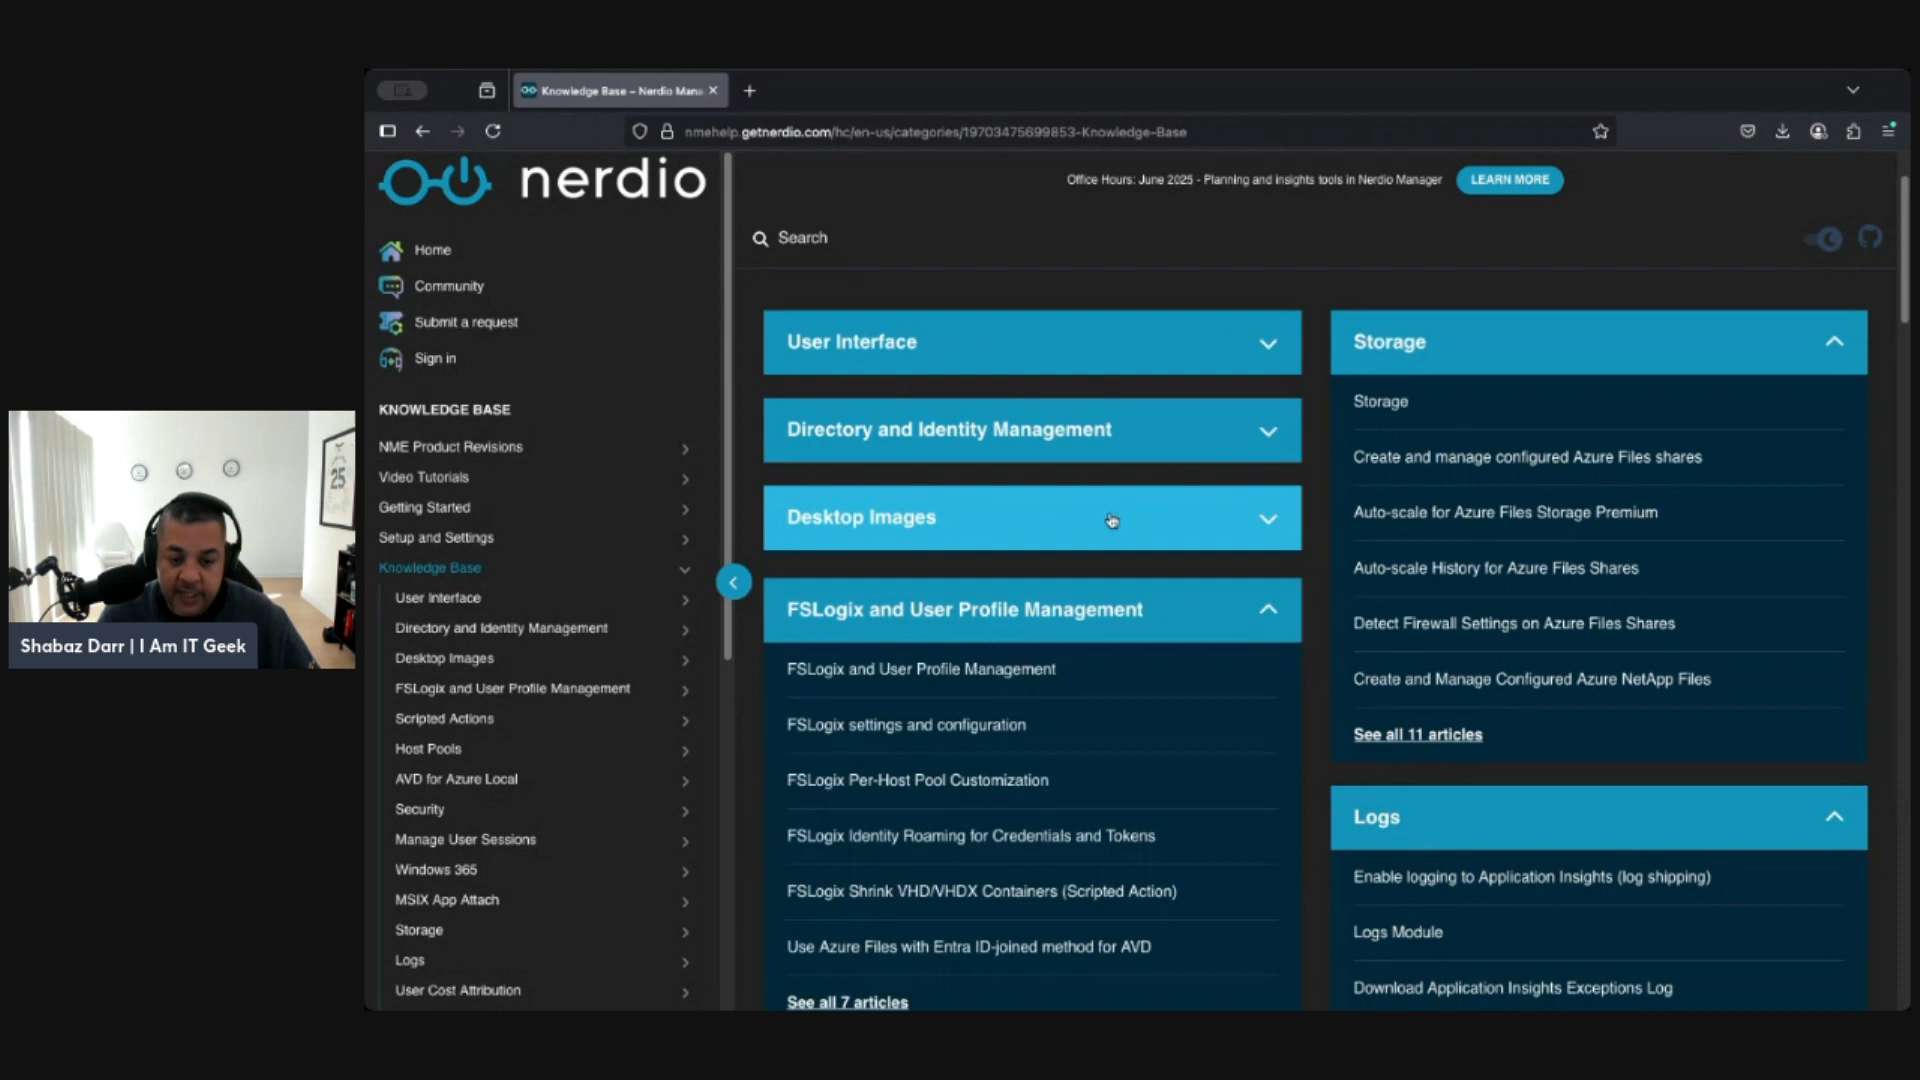 Knowledge Base – Nerdio Mana
nmehelp.getnerdio.com/hc/en-us/categories/19703475699853-Knowledge-Base
nerdio
Office Hours: June 2025 - Planning and insights tools in Nerdio Manager
LEARN MORE
Search
Home
Community
Submit a request
Sign in
KNOWLEDGE BASE
NME Product Revisions
Video Tutorials
Getting Started
Setup and Settings
Knowledge Base
User Interface
Directory and Identity Management
Desktop Images
FSLogix and User Profile Management
Scripted Actions
Host Pools
AVD for Azure Local
Security
Manage User Sessions
Windows 365
MSIX App Attach
Storage
Logs
User Cost Attribution
User Interface
Directory and Identity Management
Desktop Images
FSLogix and User Profile Management
FSLogix and User Profile Management
FSLogix settings and configuration
FSLogix Per-Host Pool Customization
FSLogix Identity Roaming for Credentials and Tokens
FSLogix Shrink VHD/VHDX Containers (Scripted Action)
Use Azure Files with Entra ID-joined method for AVD
See all 7 articles
Storage
Storage
Create and manage configured Azure Files shares
Auto-scale for Azure Files Storage Premium
Auto-scale History for Azure Files Shares
Detect Firewall Settings on Azure Files Shares
Create and Manage Configured Azure NetApp Files
See all 11 articles
Logs
Enable logging to Application Insights (log shipping)
Logs Module
Download Application Insights Exceptions Log
25
Shabaz Darr | I Am IT Geek